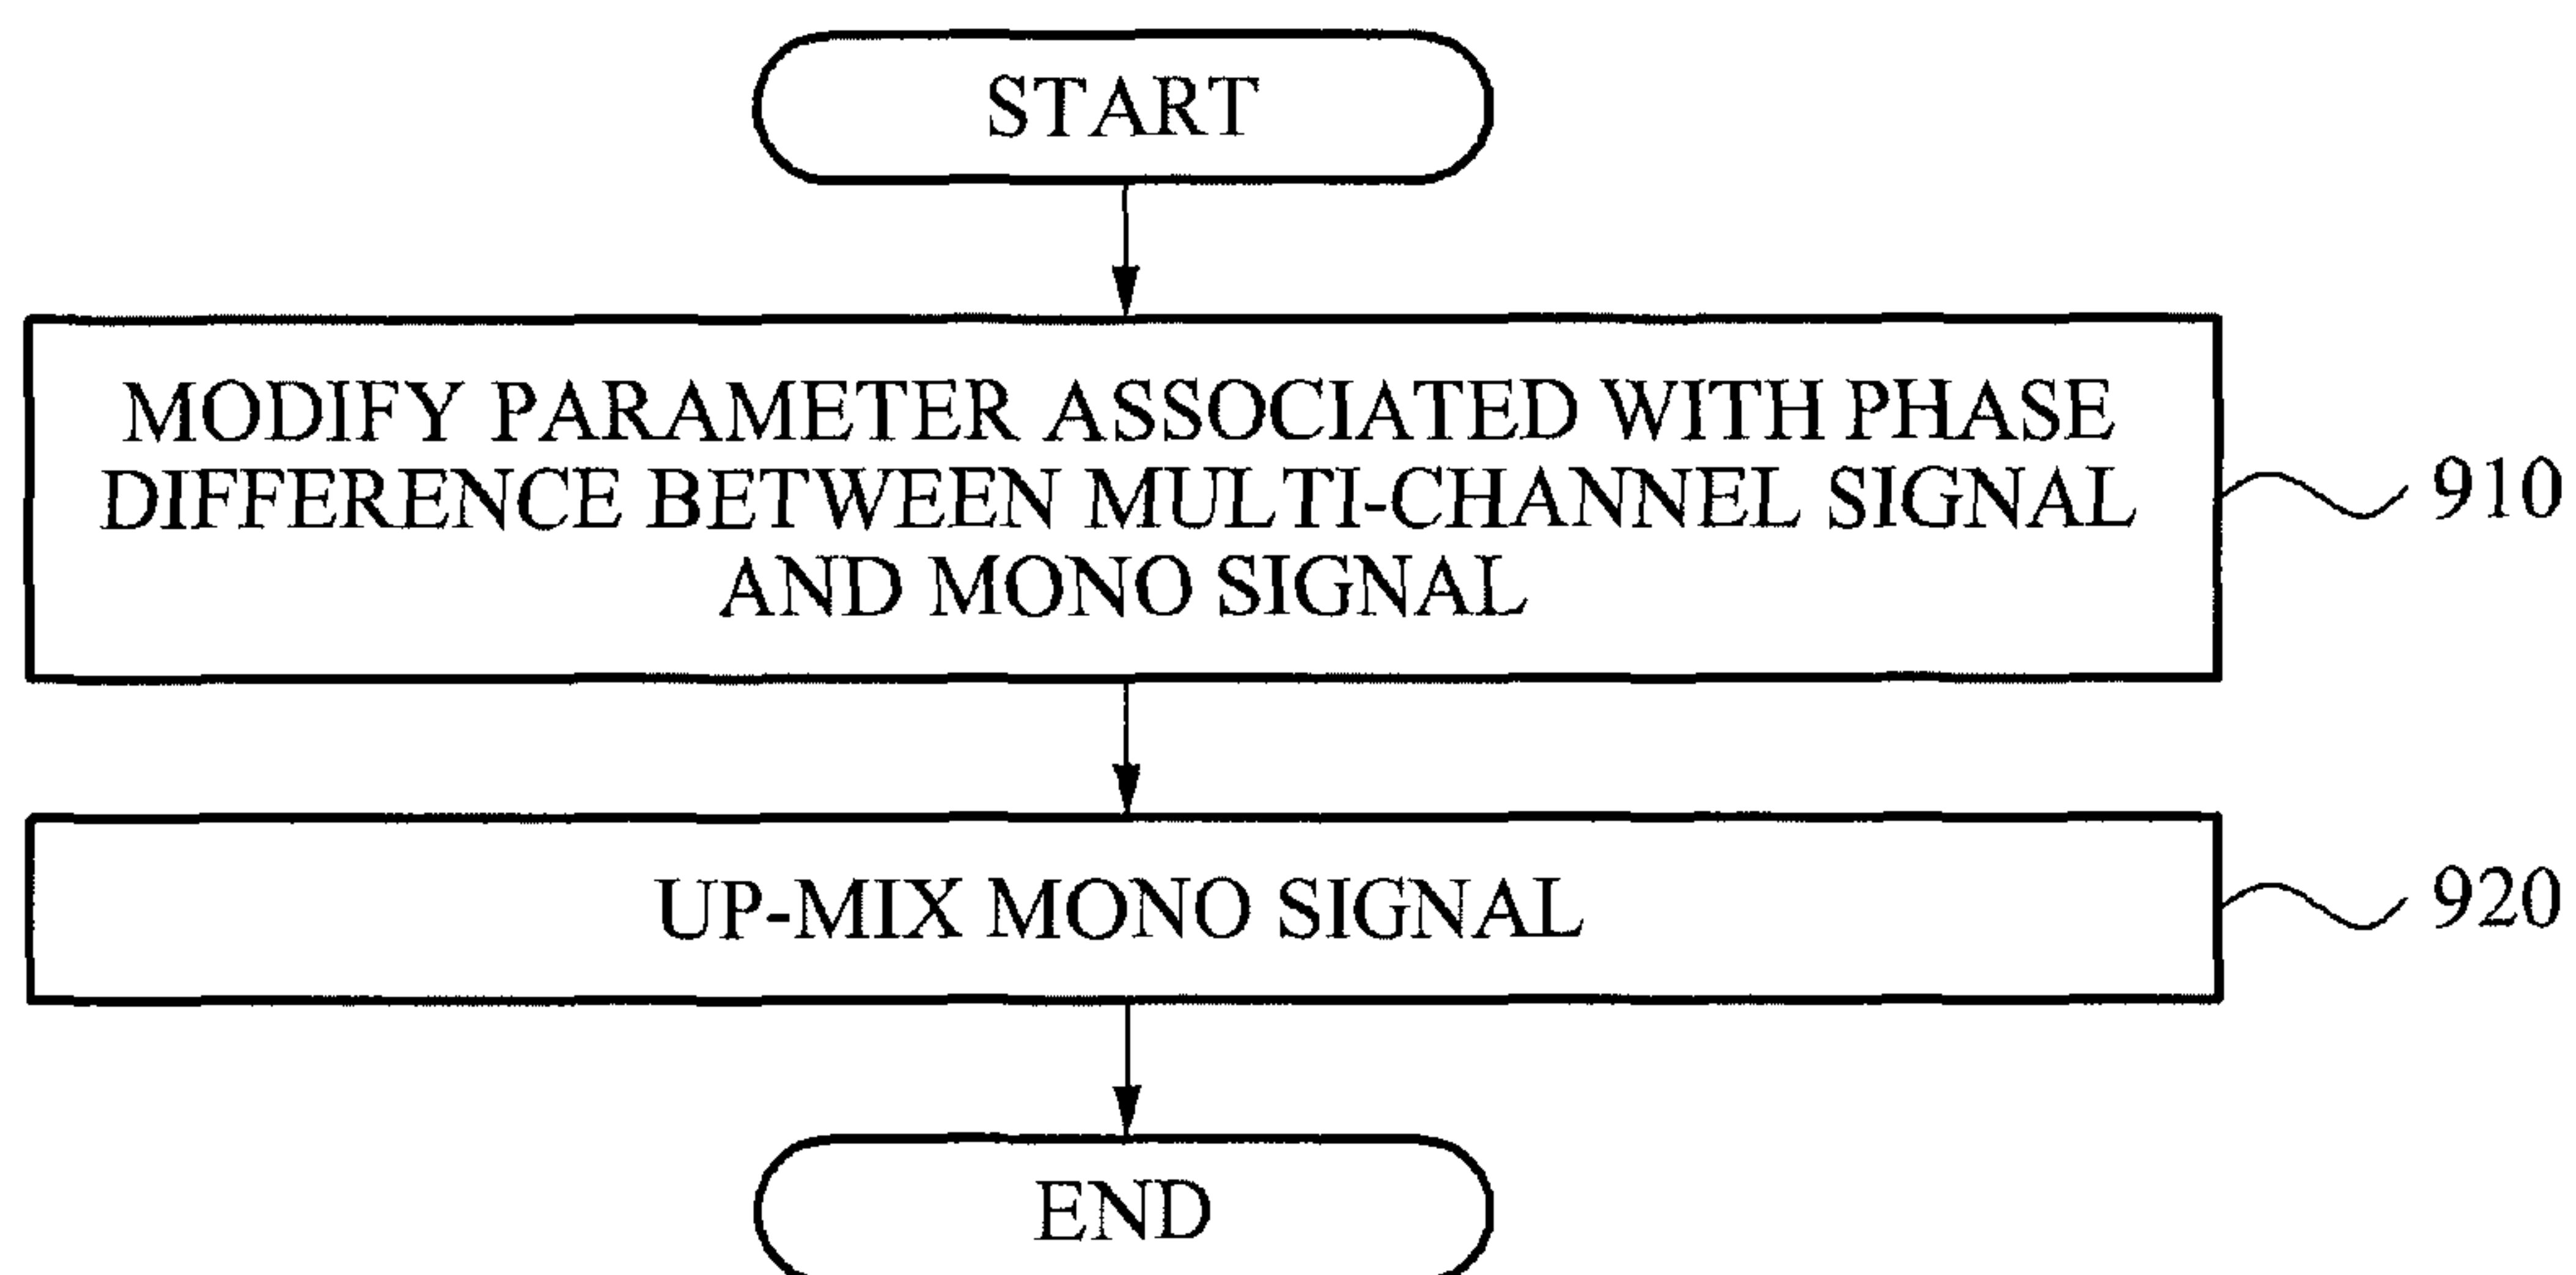 START
MODIFY PARAMETER ASSOCIATED WITH PHASE
DIFFERENCE BETWEEN MULTI-CHANNEL SIGNAL
AND MONO SIGNAL
910
UP-MIX MONO SIGNAL
920
END